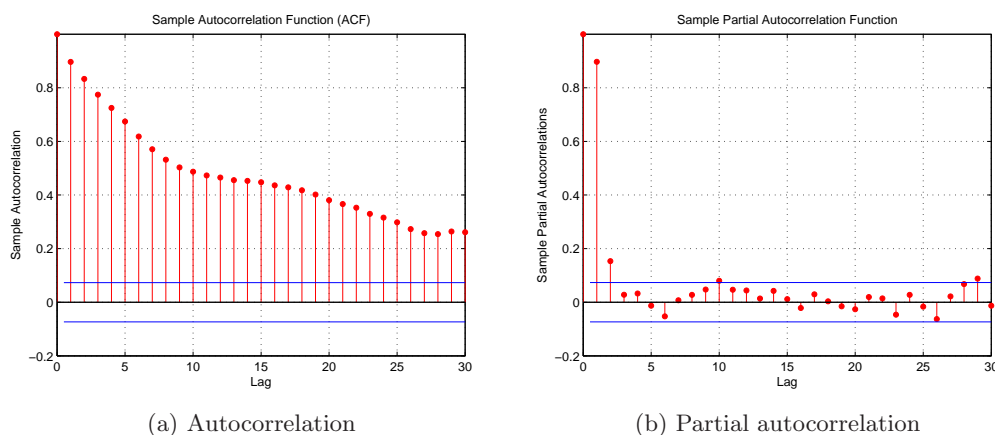 Sample Autocorrelation Function (ACF)
0.8
0.6
0.4
0.2
0
−0.2
0 5 10 15 20 25 30
Lag
Sample Autocorrelation
(a) Autocorrelation
Sample Partial Autocorrelation Function
0.8
0.6
0.4
0.2
0
−0.2
0 5 10 15 20 25 30
Lag
Sample Partial Autocorrelations
(b) Partial autocorrelation